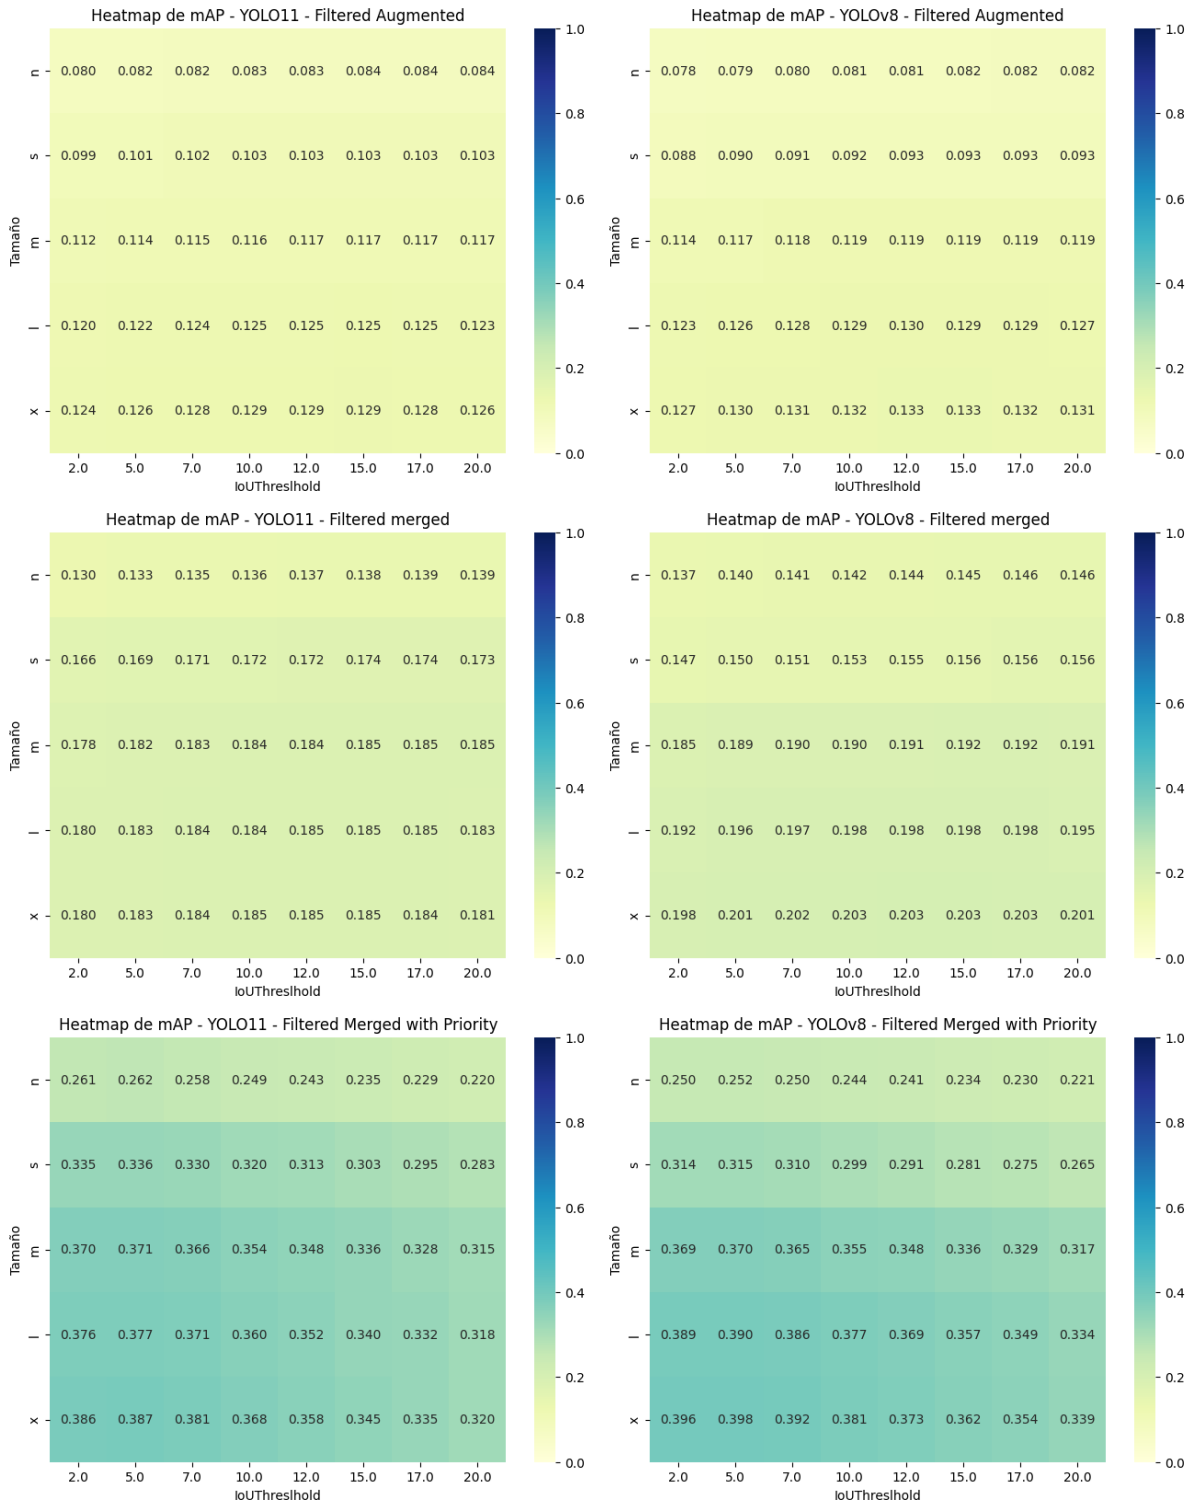 Heatmap de mAP - YOLO11 - Filtered Augmented
n 0.080 0.082 0.082 0.083 0.083 0.084 0.084 0.084
s 0.099 0.101 0.102 0.103 0.103 0.103 0.103 0.103
m 0.112 0.114 0.115 0.116 0.117 0.117 0.117 0.117
l 0.120 0.122 0.124 0.125 0.125 0.125 0.125 0.123
x 0.124 0.126 0.128 0.129 0.129 0.129 0.128 0.126
Tamaño
2.0 5.0 7.0 10.0 12.0 15.0 17.0 20.0
IoUThreslhold
1.0
0.8
0.6
0.4
0.2
0.0
Heatmap de mAP - YOLOv8 - Filtered Augmented
n 0.078 0.079 0.080 0.081 0.081 0.082 0.082 0.082
s 0.088 0.090 0.091 0.092 0.093 0.093 0.093 0.093
m 0.114 0.117 0.118 0.119 0.119 0.119 0.119 0.119
l 0.123 0.126 0.128 0.129 0.130 0.129 0.129 0.127
x 0.127 0.130 0.131 0.132 0.133 0.133 0.132 0.131
Tamaño
2.0 5.0 7.0 10.0 12.0 15.0 17.0 20.0
IoUThreslhold
1.0
0.8
0.6
0.4
0.2
0.0
Heatmap de mAP - YOLO11 - Filtered merged
n 0.130 0.133 0.135 0.136 0.137 0.138 0.139 0.139
s 0.166 0.169 0.171 0.172 0.172 0.174 0.174 0.173
m 0.178 0.182 0.183 0.184 0.184 0.185 0.185 0.185
l 0.180 0.183 0.184 0.184 0.185 0.185 0.185 0.183
x 0.180 0.183 0.184 0.185 0.185 0.185 0.184 0.181
Tamaño
2.0 5.0 7.0 10.0 12.0 15.0 17.0 20.0
IoUThreslhold
1.0
0.8
0.6
0.4
0.2
0.0
Heatmap de mAP - YOLOv8 - Filtered merged
n 0.137 0.140 0.141 0.142 0.144 0.145 0.146 0.146
s 0.147 0.150 0.151 0.153 0.155 0.156 0.156 0.156
m 0.185 0.189 0.190 0.190 0.191 0.192 0.192 0.191
l 0.192 0.196 0.197 0.198 0.198 0.198 0.198 0.195
x 0.198 0.201 0.202 0.203 0.203 0.203 0.203 0.201
Tamaño
2.0 5.0 7.0 10.0 12.0 15.0 17.0 20.0
IoUThreslhold
1.0
0.8
0.6
0.4
0.2
0.0
Heatmap de mAP - YOLO11 - Filtered Merged with Priority
n 0.261 0.262 0.258 0.249 0.243 0.235 0.229 0.220
s 0.335 0.336 0.330 0.320 0.313 0.303 0.295 0.283
m 0.370 0.371 0.366 0.354 0.348 0.336 0.328 0.315
l 0.376 0.377 0.371 0.360 0.352 0.340 0.332 0.318
x 0.386 0.387 0.381 0.368 0.358 0.345 0.335 0.320
Tamaño
2.0 5.0 7.0 10.0 12.0 15.0 17.0 20.0
IoUThreslhold
1.0
0.8
0.6
0.4
0.2
0.0
Heatmap de mAP - YOLOv8 - Filtered Merged with Priority
n 0.250 0.252 0.250 0.244 0.241 0.234 0.230 0.221
s 0.314 0.315 0.310 0.299 0.291 0.281 0.275 0.265
m 0.369 0.370 0.365 0.355 0.348 0.336 0.329 0.317
l 0.389 0.390 0.386 0.377 0.369 0.357 0.349 0.334
x 0.396 0.398 0.392 0.381 0.373 0.362 0.354 0.339
Tamaño
2.0 5.0 7.0 10.0 12.0 15.0 17.0 20.0
IoUThreslhold
1.0
0.8
0.6
0.4
0.2
0.0